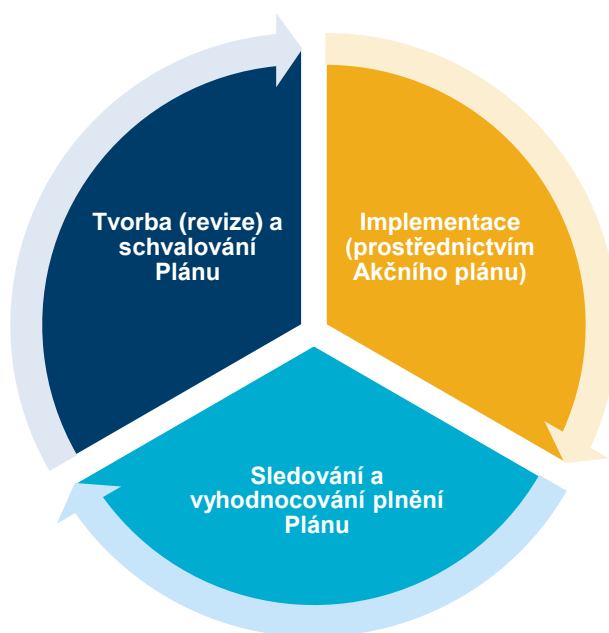 Tvorba (revize) a
schvalování
Plánu
Implementace
(prostřednictvím
Akčního plánu)
Sledování a
vyhodnocování plnění
Plánu